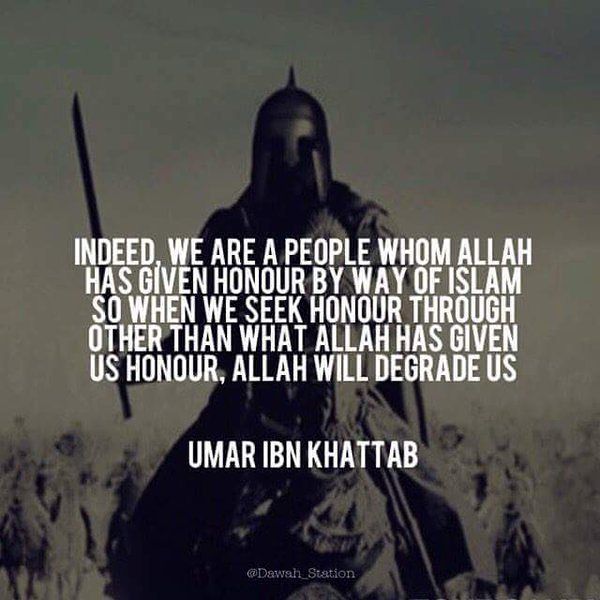 INDEED, WE ARE A PEOPLE WHOM ALLAH
HAS GIVEN HONOUR BY WAY OF ISLAM
SO WHEN WE SEEK HONOUR THROUGH
OTHER THAN WHAT ALLAH HAS GIVEN
US HONOUR, ALLAH WILL DEGRADE US
UMAR IBN KHATTAB
@Dawah_Station